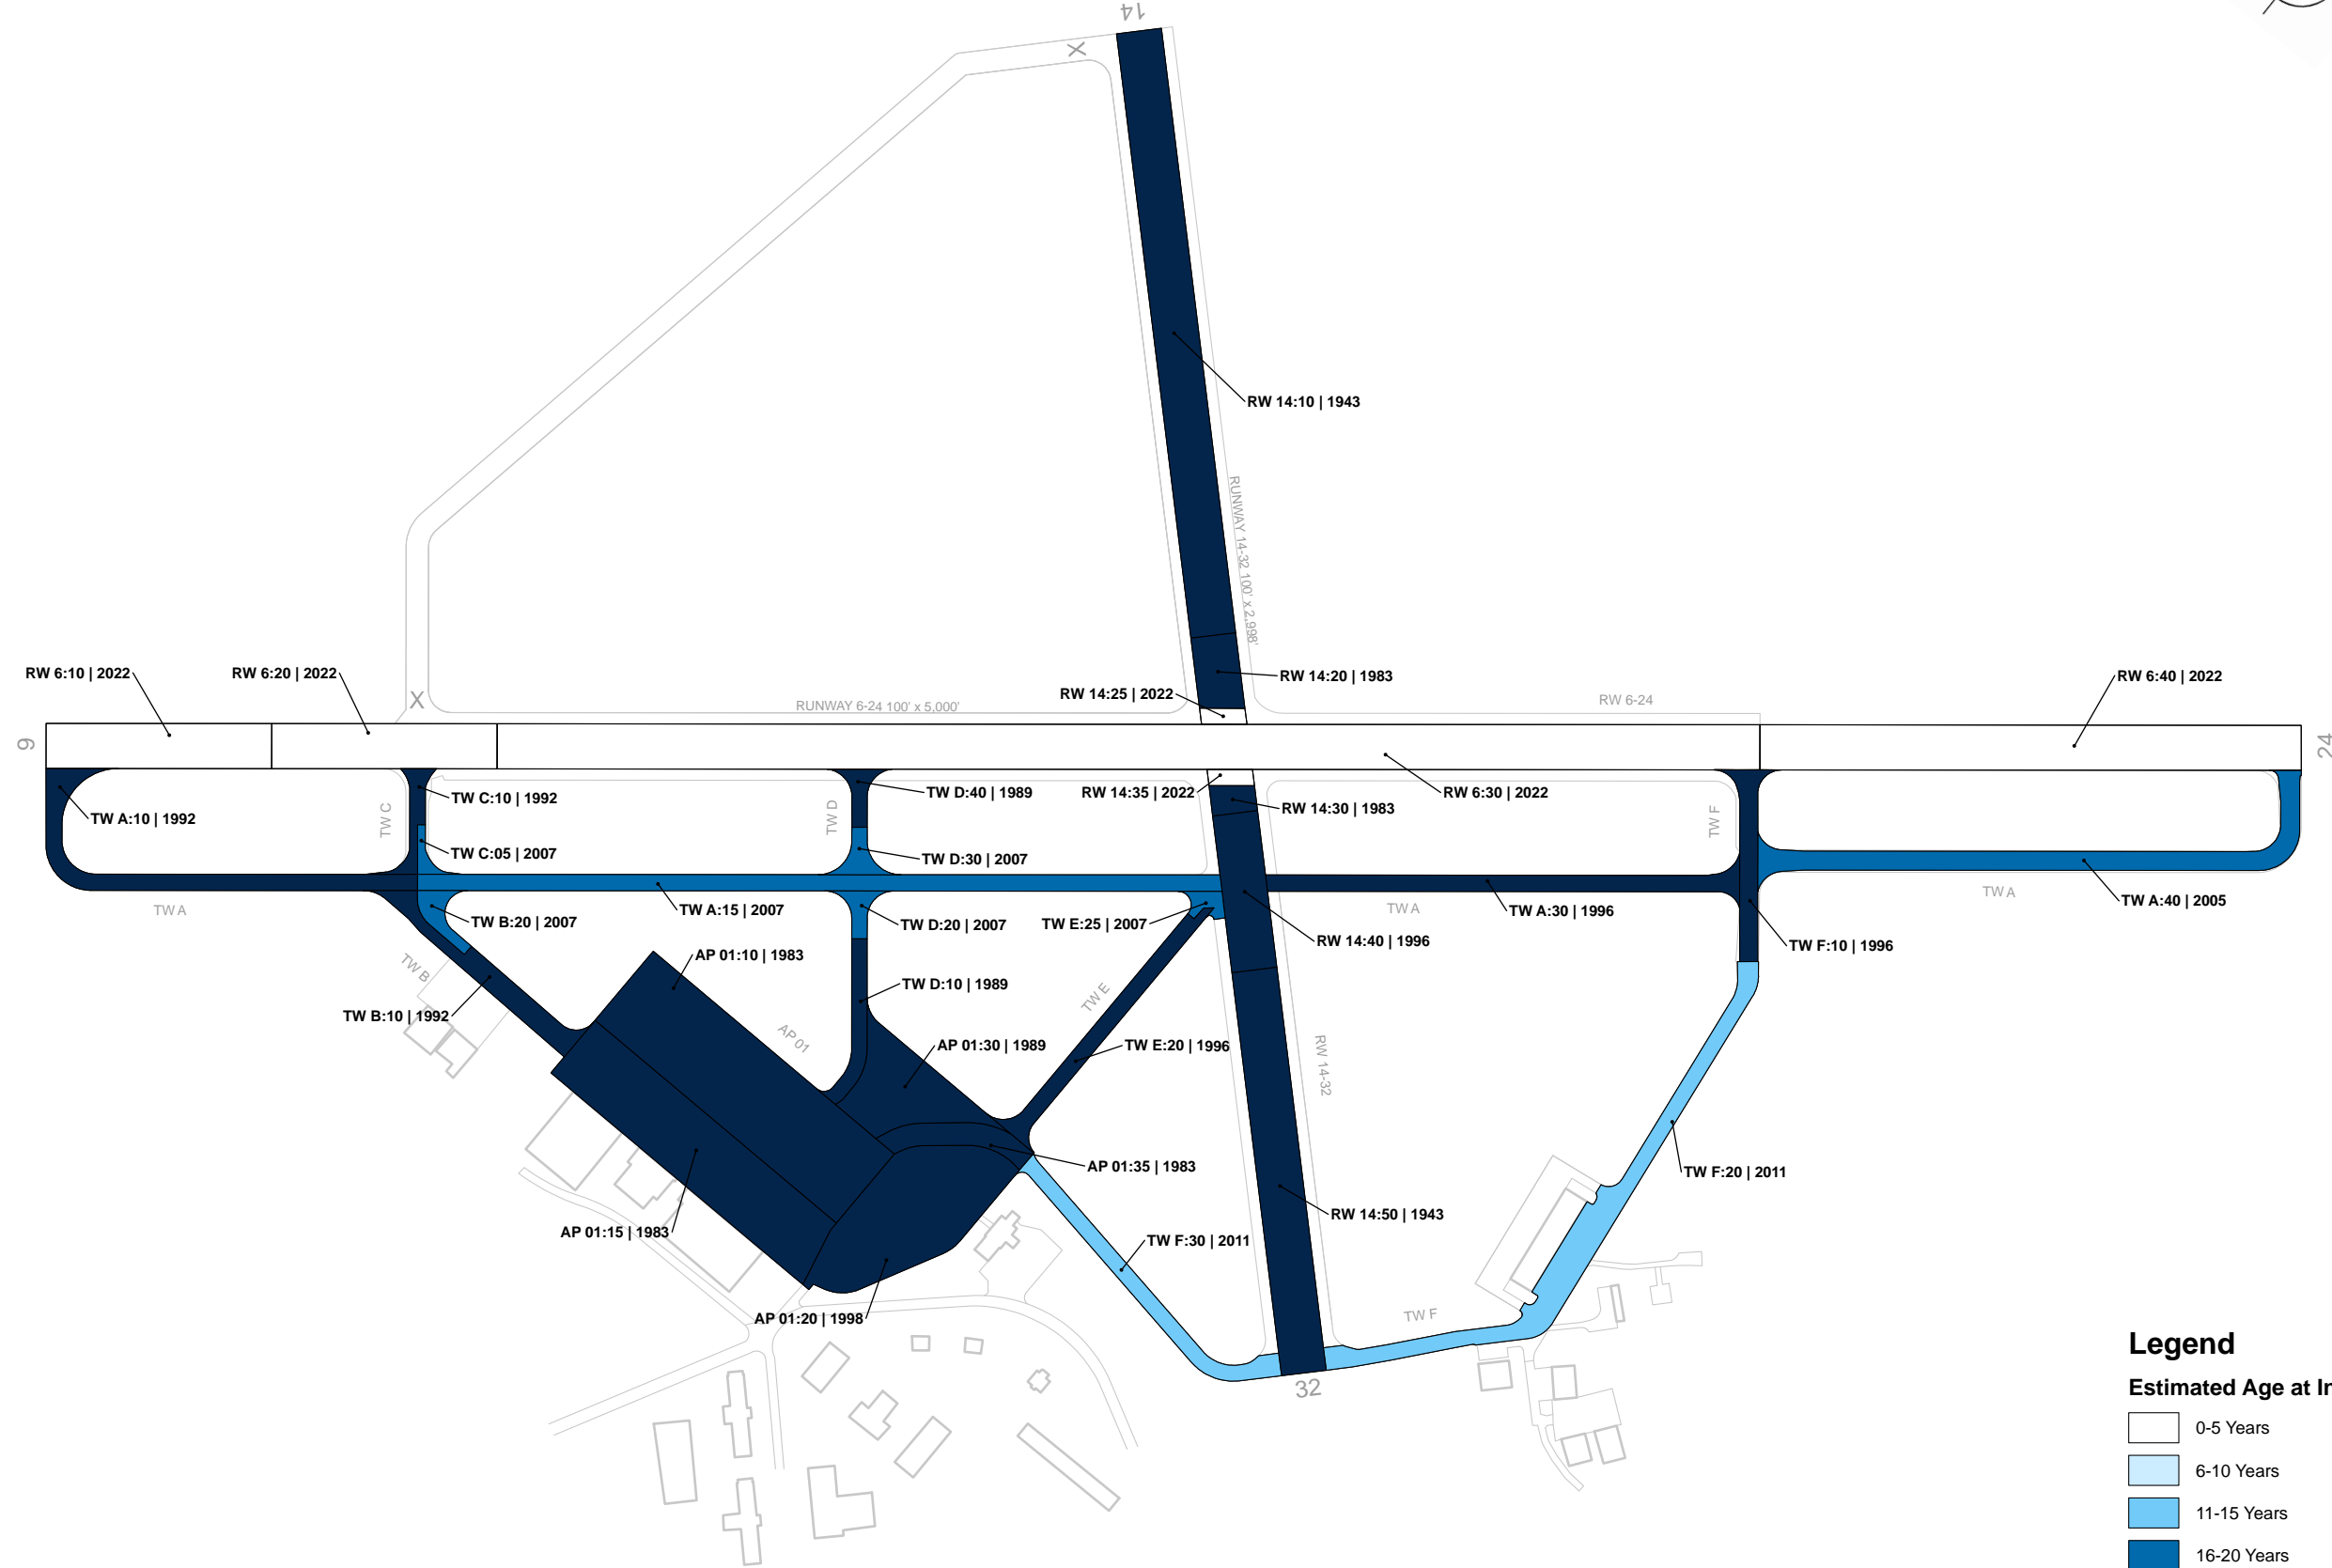 14
X
RW 14:10 | 1943
RUNWAY 14-32 100' x 2,998'
RW 6:10 | 2022
RW 6:20 | 2022
RW 14:20 | 1983
RW 14:25 | 2022
RW 6:40 | 2022
X
RUNWAY 6-24 100' x 5,000'
RW 6-24
6
24
TW A:10 | 1992
TW C
TW C:10 | 1992
TW D
TW D:40 | 1989
RW 14:35 | 2022
RW 14:30 | 1983
RW 6:30 | 2022
TW F
TW C:05 | 2007
TW D:30 | 2007
TW A
TW B:20 | 2007
TW A:15 | 2007
TW D:20 | 2007
TW E:25 | 2007
TW A
TW A:30 | 1996
TW A
TW A:40 | 2005
RW 14:40 | 1996
TW F:10 | 1996
TW B
AP 01:10 | 1983
TW D:10 | 1989
TW E
TW B:10 | 1992
AP 01
AP 01:30 | 1989
TW E:20 | 1996
RW 14-32
AP 01:35 | 1983
TW F:20 | 2011
AP 01:15 | 1983
RW 14:50 | 1943
TW F:30 | 2011
AP 01:20 | 1998
TW F
32
Legend
Estimated Age at
0-5 Years
6-10 Years
11-15 Years
16-20 Years